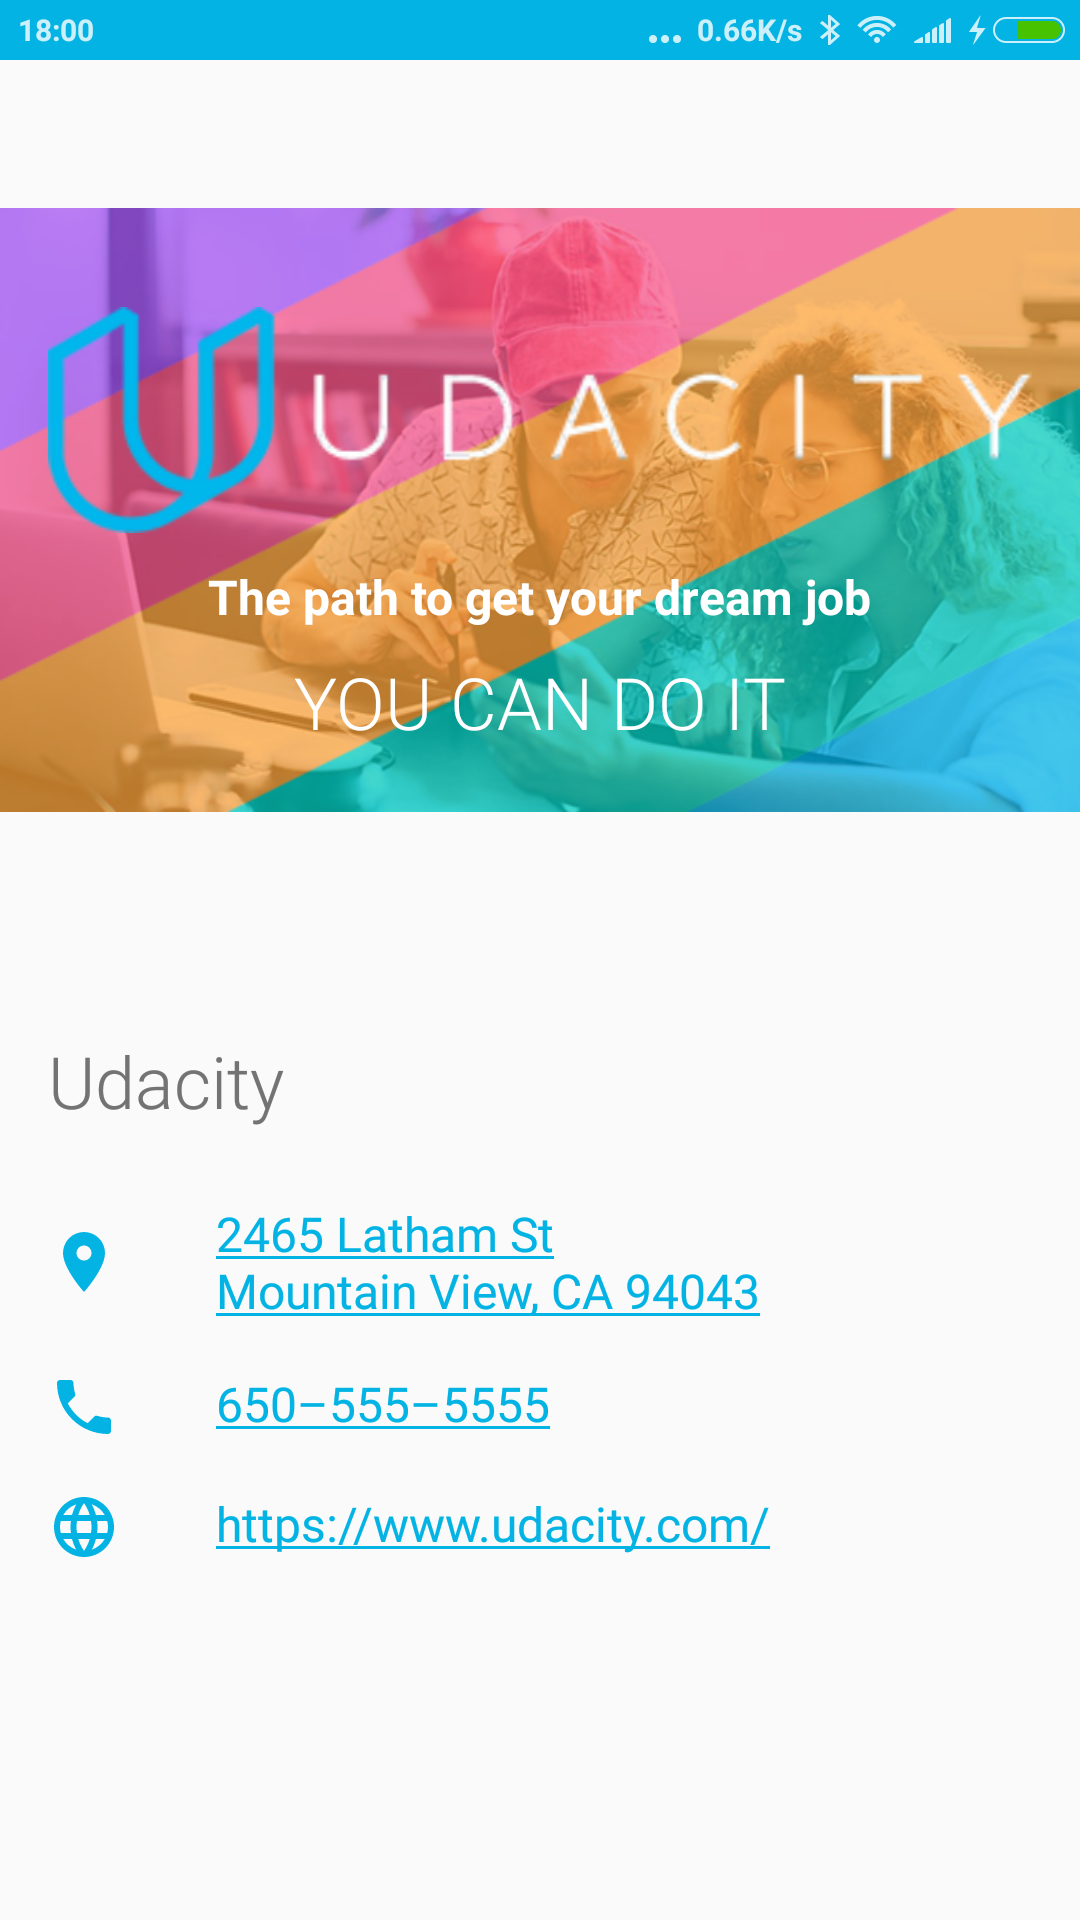 18:00 ... 0.66K/s
UDACITY
The path to get your dream job
YOU CAN DO IT
Udacity
2465 Latham St
Mountain View, CA 94043
650–555–5555
https://www.udacity.com/